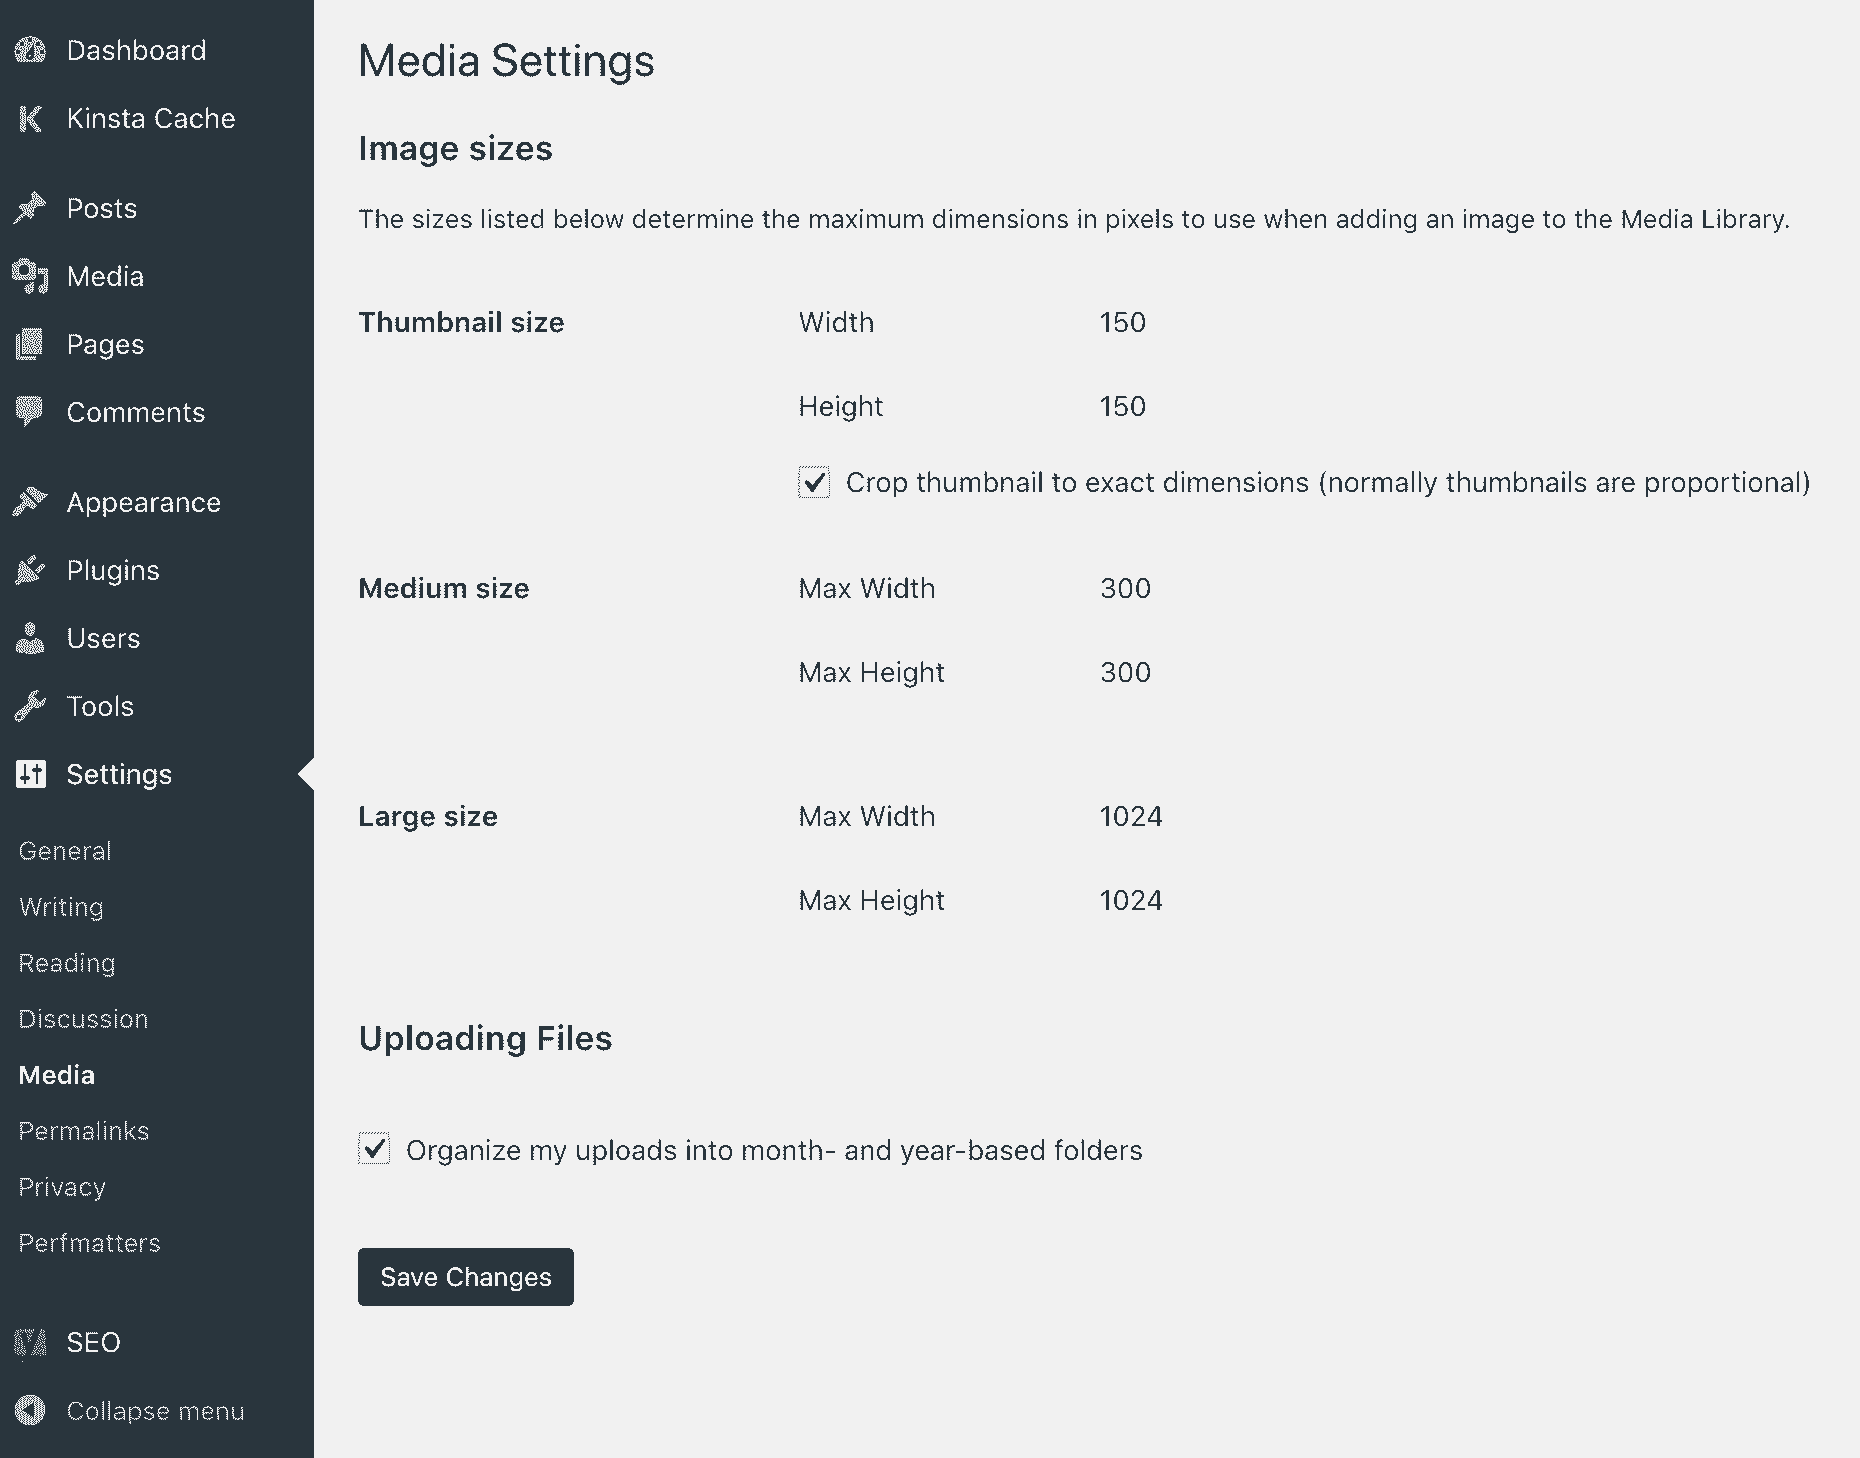 Dashboard
Kinsta Cache
Posts
Media
Pages
Comments
Appearance
Plugins
Users
Tools
Settings
General
Writing
Reading
Discussion
Media
Permalinks
Privacy
Perfmatters
SEO
Collapse menu
Media Settings
Image sizes
The sizes listed below determine the maximum dimensions in pixels to use when adding an image to the Media Library.
Thumbnail size Width 150
Height 150
Crop thumbnail to exact dimensions (normally thumbnails are proportional)
Medium size Max Width 300
Max Height 300
Large size Max Width 1024
Max Height 1024
Uploading Files
Organize my uploads into month- and year-based folders
Save Changes